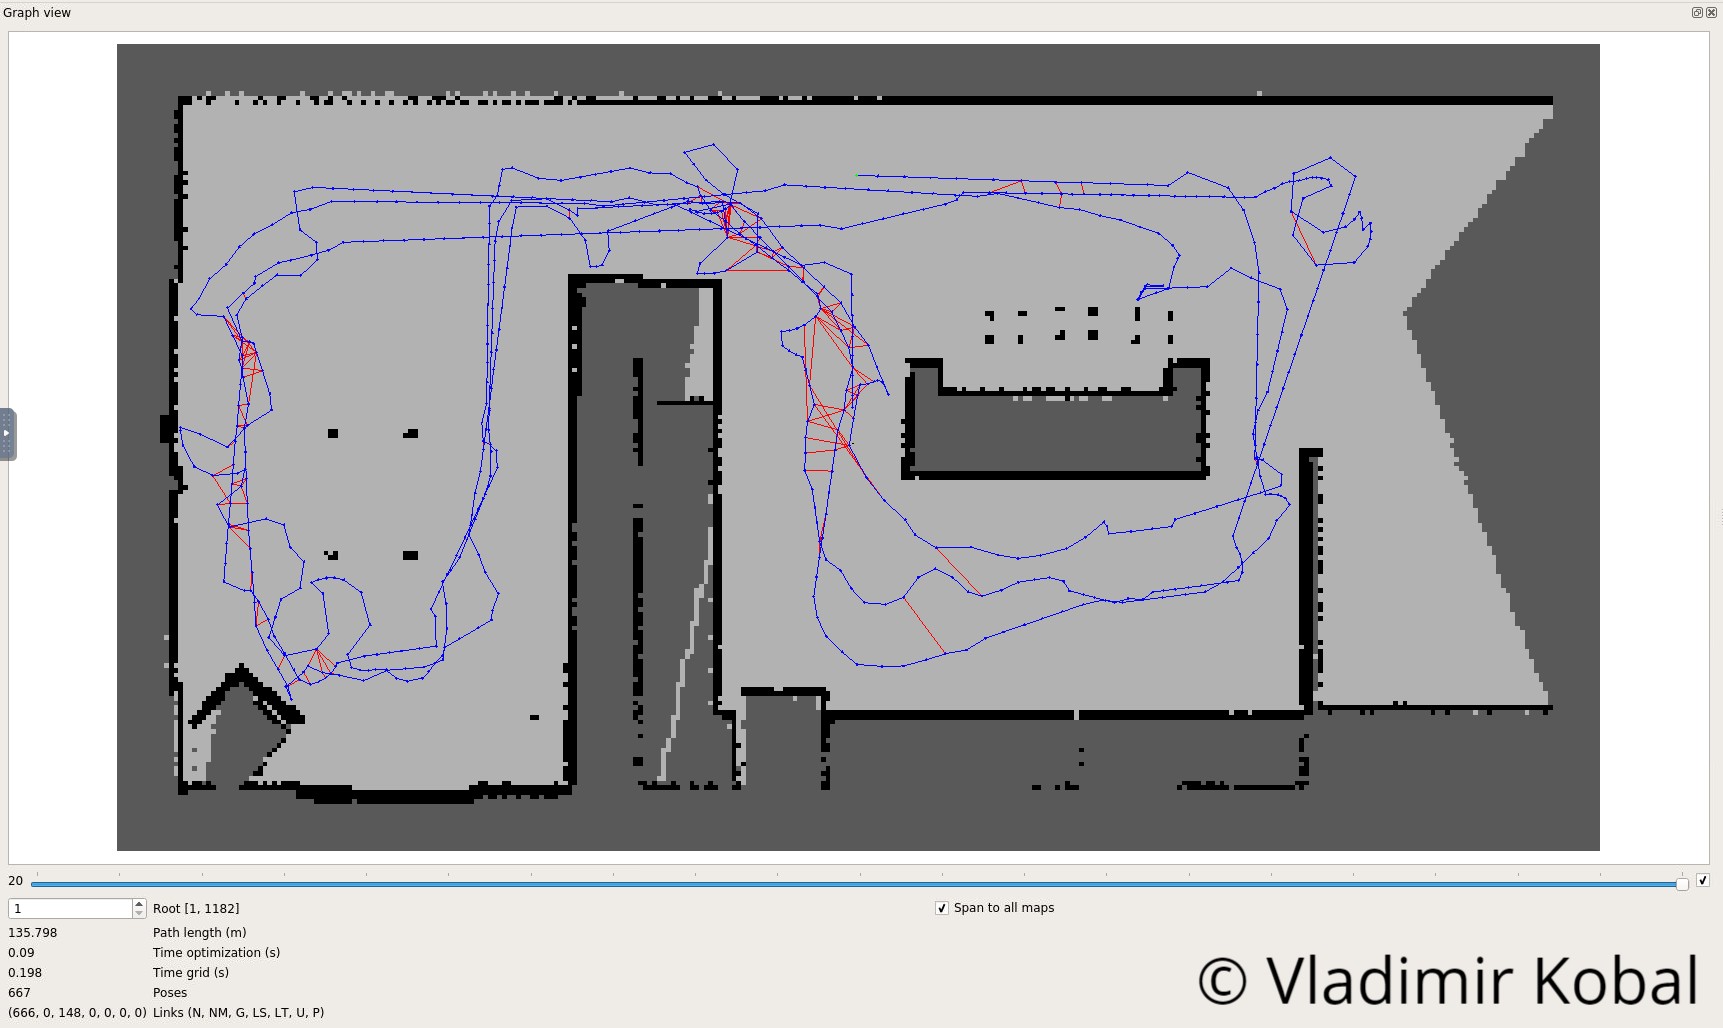 Graph view
20
1 Root [1, 1182] Span to all maps
135.798 Path length (m)
0.09 Time optimization (s)
0.198 Time grid (s)
667 Poses
(666, 0, 148, 0, 0, 0, 0) Links (N, NM, G, LS, LT, U, P)
© Vladimir Kobal